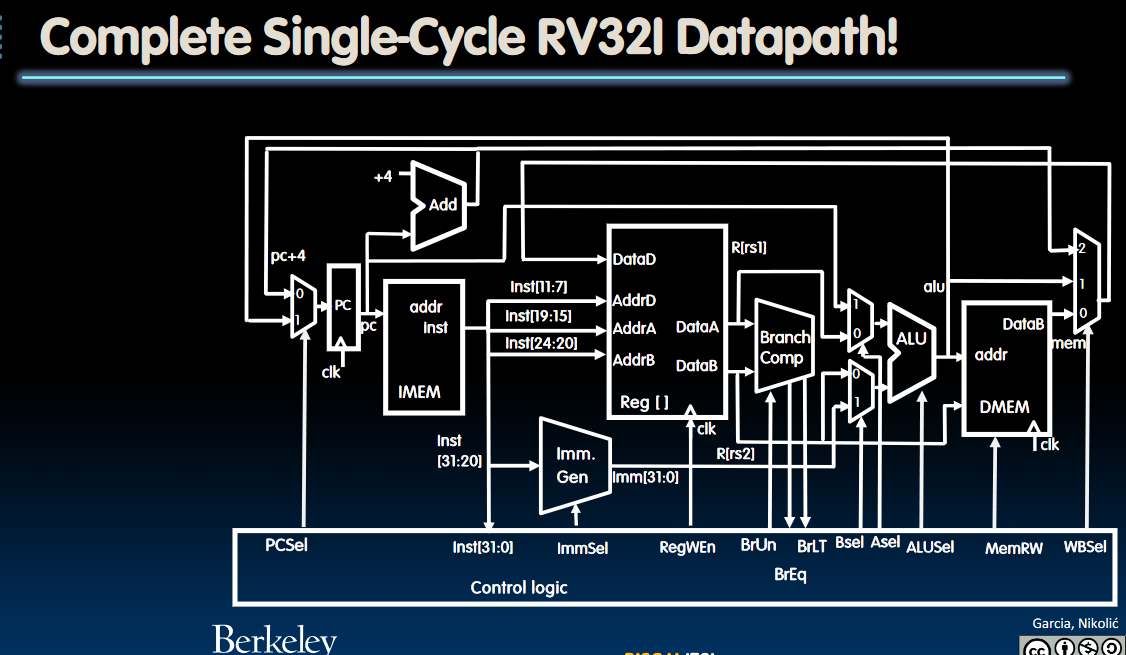 Complete Single-Cycle RV32I Datapath!
+4
Add
pc+4
0
1
PC
pc
clk
addr
Inst
IMEM
Inst[11:7]
Inst[19:15]
Inst[24:20]
Inst
[31:20]
DataD
AddrD
AddrA
AddrB
DataA
DataB
Reg [ ]
clk
Imm.
Gen
Imm[31:0]
R[rs1]
R[rs2]
Branch
Comp
1
0
0
1
ALU
alu
DataB
addr
DMEM
clk
mem
2
1
0
PCSel
Inst[31:0]
ImmSel
RegWEn
BrUn
BrLT
BrEq
Bsel
Asel
ALUSel
MemRW
WBSel
Control logic
Garcia, Nikolić
Berkeley
cc